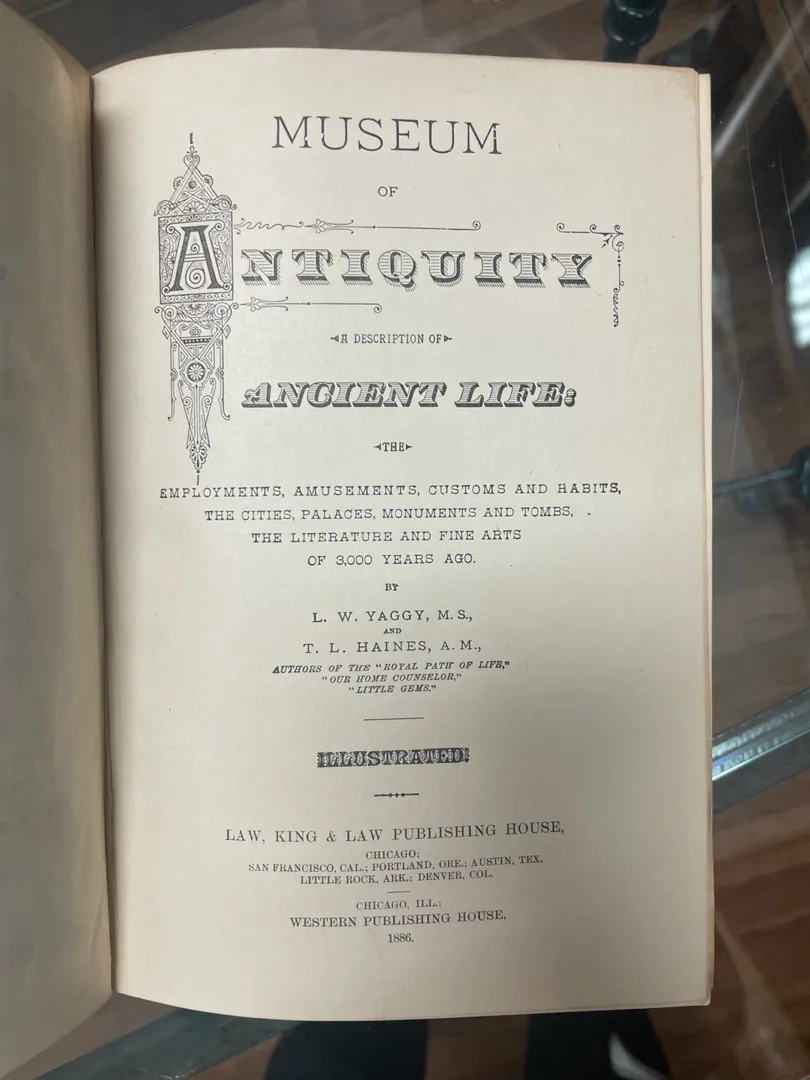 MUSEUM
OF
ANTIQUITY
A DESCRIPTION OF
ANCIENT LIFE:
THE
EMPLOYMENTS, AMUSEMENTS, CUSTOMS AND HABITS,
THE CITIES, PALACES, MONUMENTS AND TOMBS,
THE LITERATURE AND FINE ARTS
OF 3,000 YEARS AGO.
BY
L. W. YAGGY, M.S.,
AND
T. L. HAINES, A.M.,
AUTHORS OF THE "ROYAL PATH OF LIFE,"
"OUR HOME COUNSELOR,"
"LITTLE GEMS."
ILLUSTRATED.
LAW, KING & LAW PUBLISHING HOUSE,
CHICAGO;
SAN FRANCISCO, CAL.; PORTLAND, ORE.; AUSTIN, TEX.
LITTLE ROCK, ARK.; DENVER, COL.
CHICAGO, ILL.:
WESTERN PUBLISHING HOUSE,
1886.